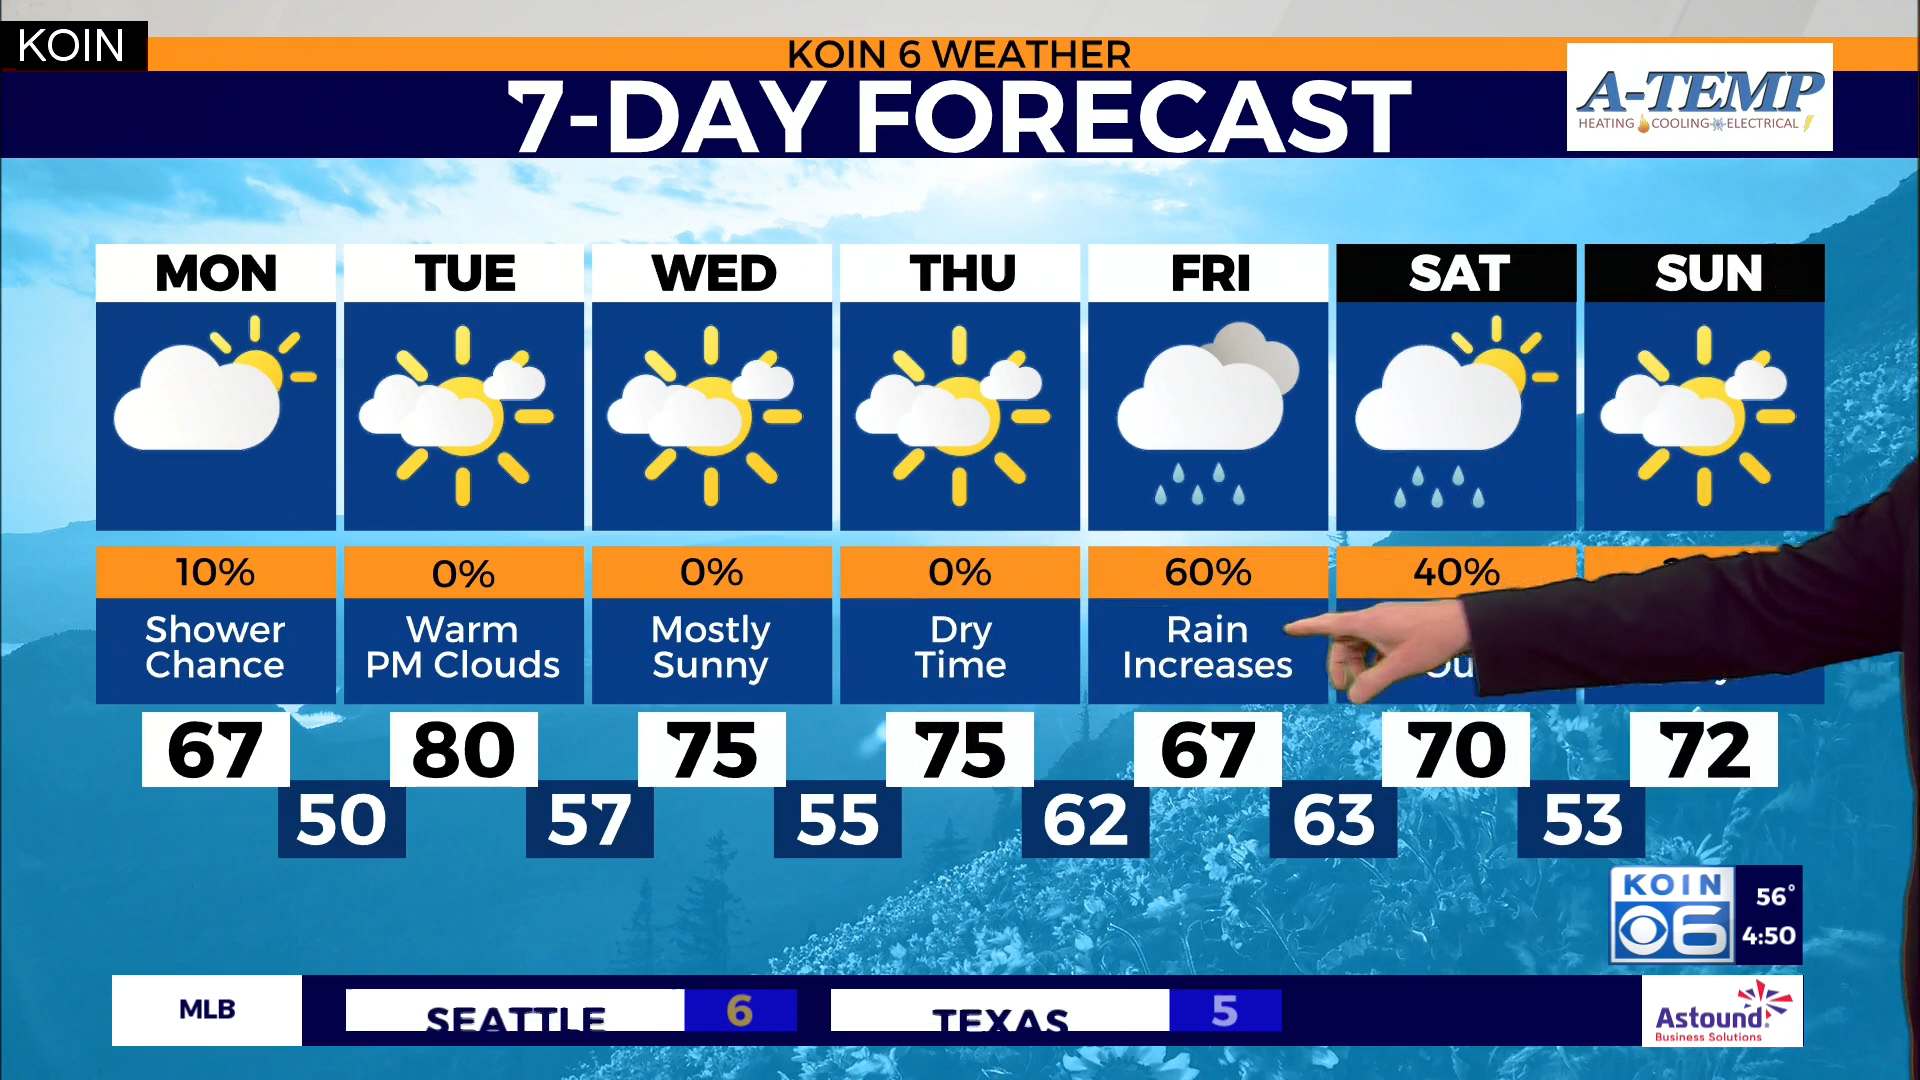 KOIN
KOIN 6 WEATHER
7-DAY FORECAST
A-TEMP
HEATING COOLING ELECTRICAL
MON
TUE
WED
THU
FRI
SAT
SUN
10%
0%
0%
0%
60%
40%
Shower
Chance
Warm
PM Clouds
Mostly
Sunny
Dry
Time
Rain
Increases
67
80
75
75
67
70
72
50
57
55
62
63
53
KOIN
6
56°
4:50
MLB
SEATTLE
6
TEXAS
5
Astound
Business Solutions